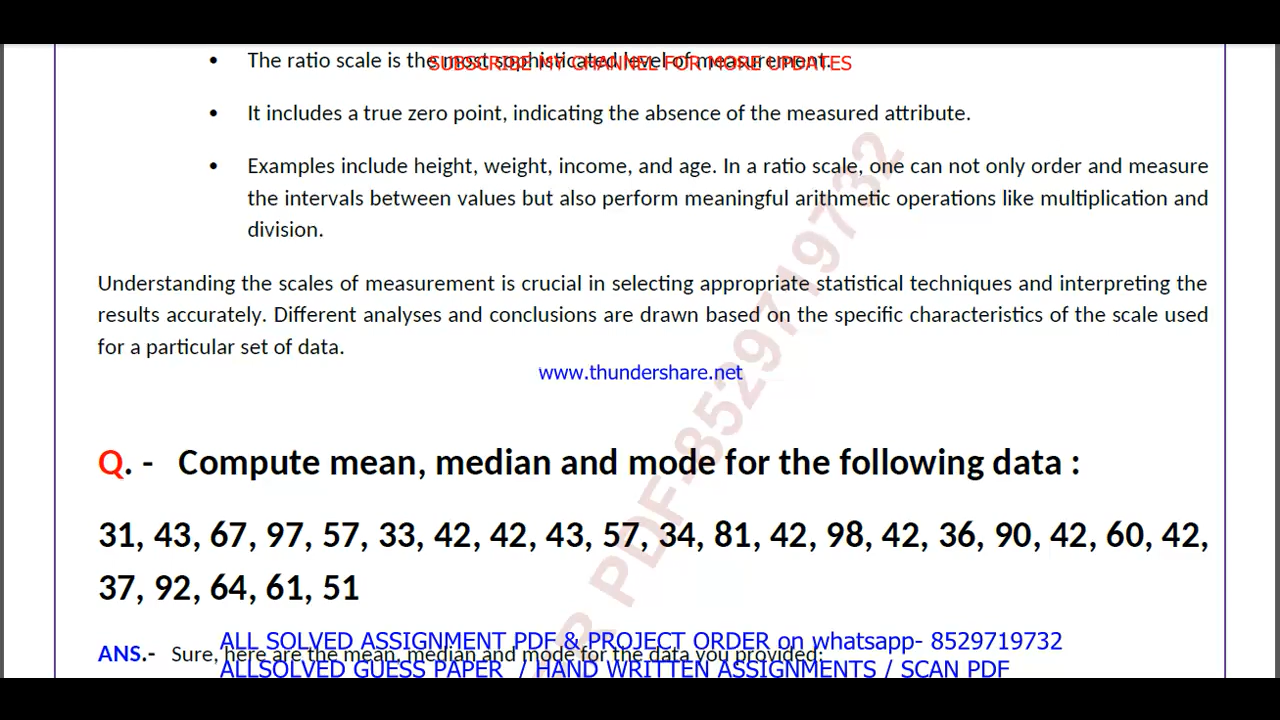 • The ratio scale is the most sophisticated level of measurement.
SUBSCRIBE MY CHANNEL FOR MORE UPDATES
• It includes a true zero point, indicating the absence of the measured attribute.
• Examples include height, weight, income, and age. In a ratio scale, one can not only order and measure
the intervals between values but also perform meaningful arithmetic operations like multiplication and
division.
Understanding the scales of measurement is crucial in selecting appropriate statistical techniques and interpreting the
results accurately. Different analyses and conclusions are drawn based on the specific characteristics of the scale used
for a particular set of data.
www.thundershare.net
Q. - Compute mean, median and mode for the following data :
31, 43, 67, 97, 57, 33, 42, 42, 43, 57, 34, 81, 42, 98, 42, 36, 90, 42, 60, 42,
37, 92, 64, 61, 51
ALL SOLVED ASSIGNMENT PDF & PROJECT ORDER on whatsapp- 8529719732
ANS.- Sure, here are the mean, median and mode for the data you provided:
ALLSOLVED GUESS PAPER / HAND WRITTEN ASSIGNMENTS / SCAN PDF
R PDF-8529719732